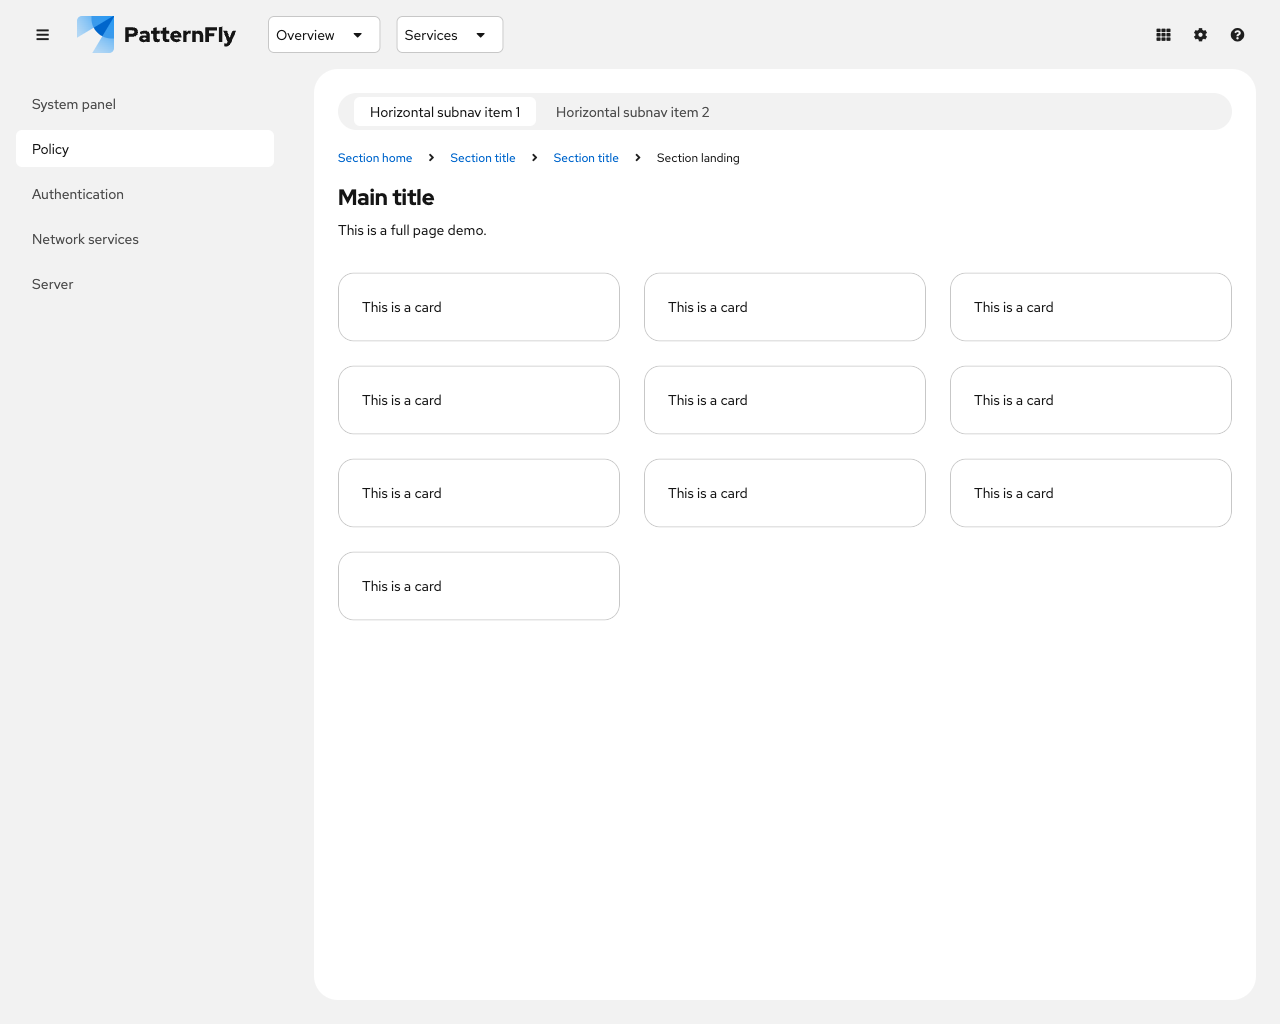 PatternFly
Overview
Services
System panel
Policy
Authentication
Network services
Server
Horizontal subnav item 1
Horizontal subnav item 2
Section home
Section title
Section title
Section landing
Main title
This is a full page demo.
This is a card
This is a card
This is a card
This is a card
This is a card
This is a card
This is a card
This is a card
This is a card
This is a card